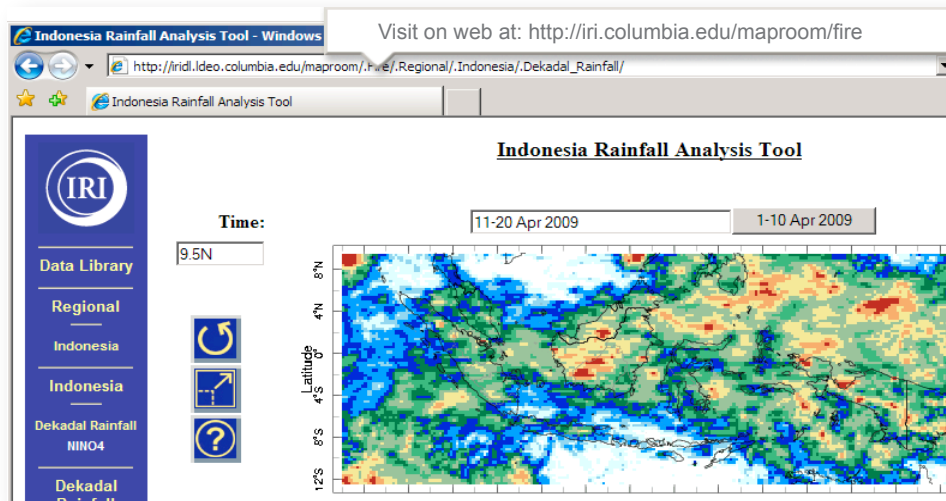 Visit on web at: http://iri.columbia.edu/maproom/fire
Indonesia Rainfall Analysis Tool - Windows
http://iridl.ldeo.columbia.edu/maproom/.Fire/.Regional/.Indonesia/.Dekadal_Rainfall/
Indonesia Rainfall Analysis Tool
Indonesia Rainfall Analysis Tool
IRI
Time:
11-20 Apr 2009
1-10 Apr 2009
9.5N
Data Library
Regional
Indonesia
Indonesia
Dekadal Rainfall
NINO4
Dekadal
Rainfall
Latitude
8°N
4°N
0°
4°S
8°S
12°S